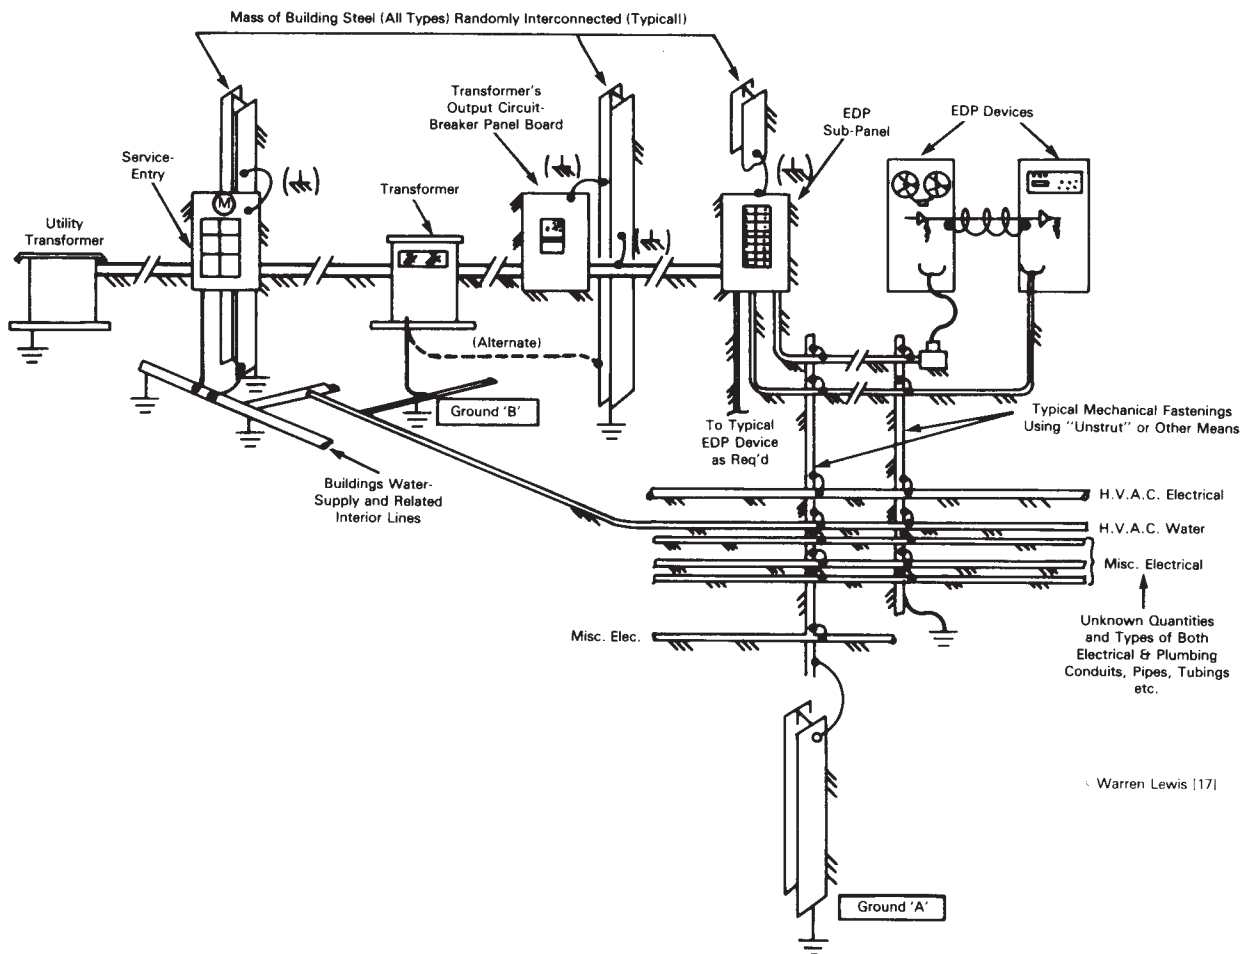 Mass of Building Steel (All Types) Randomly Interconnected (Typical)
Transformer's
Output Circuit-
Breaker Panel Board
EDP
Sub-Panel
EDP Devices
Service-
Entry
Transformer
Utility
Transformer
M
(Alternate)
Ground 'B'
To Typical
EDP Device
as Req'd
Typical Mechanical Fastenings
Using "Unstrut" or Other Means
Buildings Water-
Supply and Related
Interior Lines
H.V.A.C. Electrical
H.V.A.C. Water
Misc. Electrical
Misc. Elec.
Unknown Quantities
and Types of Both
Electrical & Plumbing
Conduits, Pipes, Tubings
etc.
Warren Lewis [17]
Ground 'A'